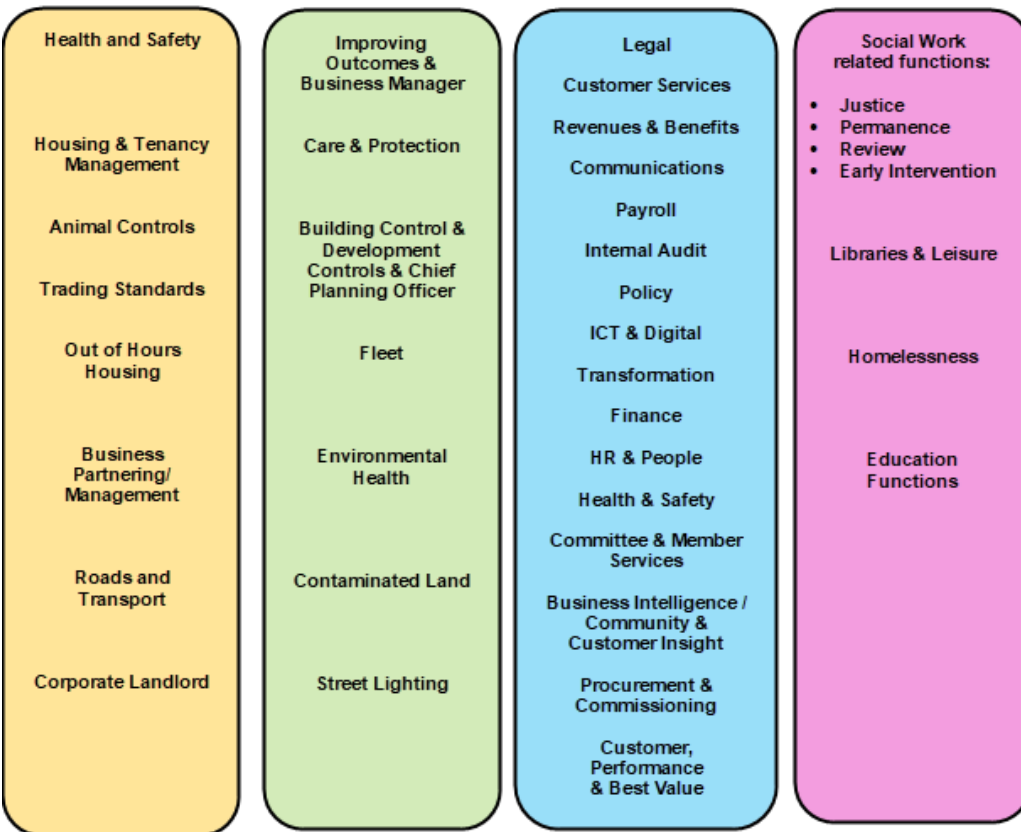 Health and Safety
Housing & Tenancy
Management
Animal Controls
Trading Standards
Out of Hours
Housing
Business
Partnering/
Management
Roads and
Transport
Corporate Landlord
Improving
Outcomes &
Business Manager
Care & Protection
Building Control &
Development
Controls & Chief
Planning Officer
Fleet
Environmental
Health
Contaminated Land
Street Lighting
Legal
Customer Services
Revenues & Benefits
Communications
Payroll
Internal Audit
Policy
ICT & Digital
Transformation
Finance
HR & People
Health & Safety
Committee & Member
Services
Business Intelligence /
Community &
Customer Insight
Procurement &
Commissioning
Customer,
Performance
& Best Value
Social Work
related functions:
• Justice
• Permanence
• Review
• Early Intervention
Libraries & Leisure
Homelessness
Education
Functions